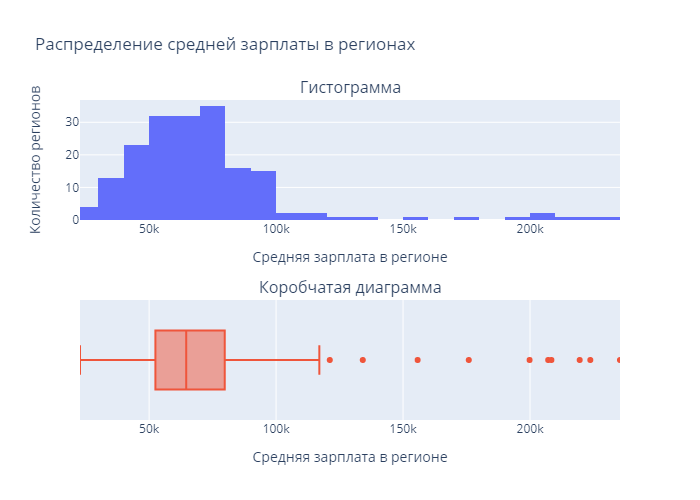 Распределение средней зарплаты в регионах
Гистограмма
Количество регионов
30
20
10
0
50k 100k 150k 200k
Средняя зарплата в регионе
Коробчатая диаграмма
50k 100k 150k 200k
Средняя зарплата в регионе